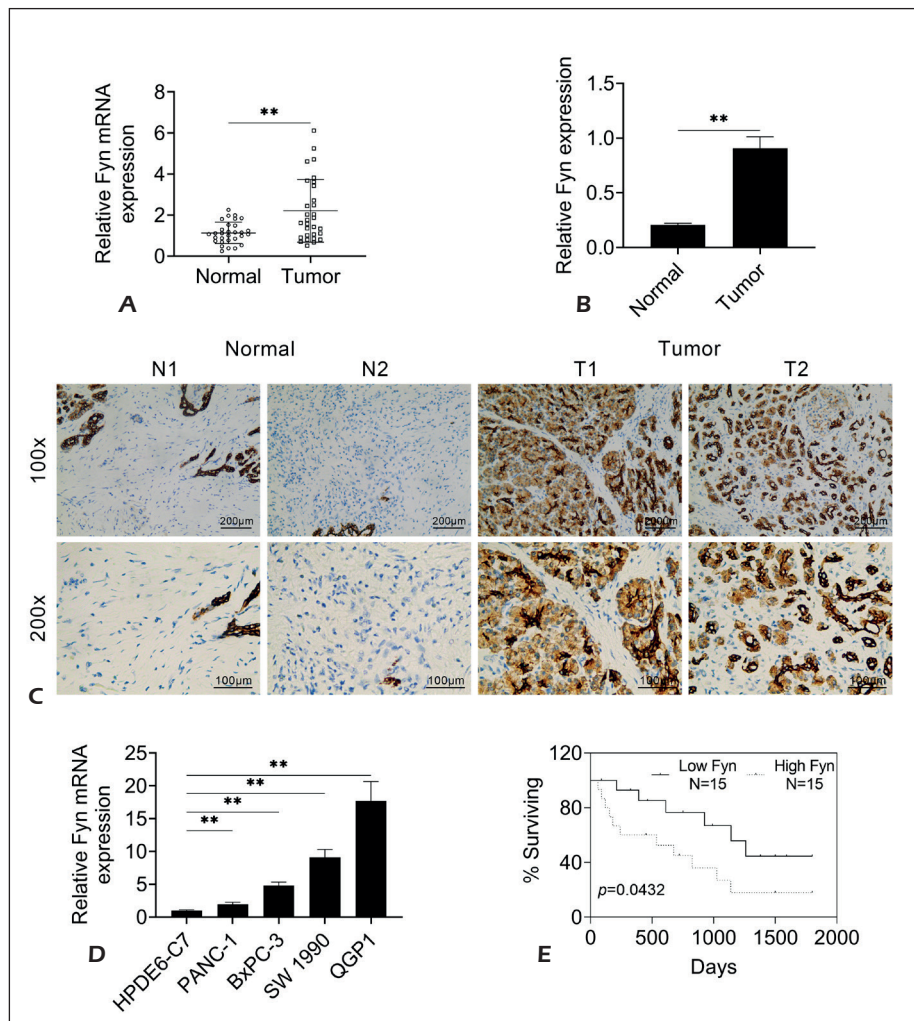 Relative Fyn mRNA
expression
8
6
4
2
0
**
Normal
Tumor
A
Relative Fyn expression
1.5
1.0
0.5
0.0
**
Normal
Tumor
B
Normal
Tumor
N1
N2
T1
T2
100x
200µm
200µm
200µm
200µm
200x
100µm
100µm
100µm
100µm
C
Relative Fyn mRNA
expression
25
20
15
10
5
0
**
**
**
**
HPDE6-C7
PANC-1
BxPC-3
SW 1990
QGP1
D
% Surviving
120
80
40
0
Low Fyn
N=15
High Fyn
N=15
p=0.0432
0
500
1000
1500
2000
Days
E